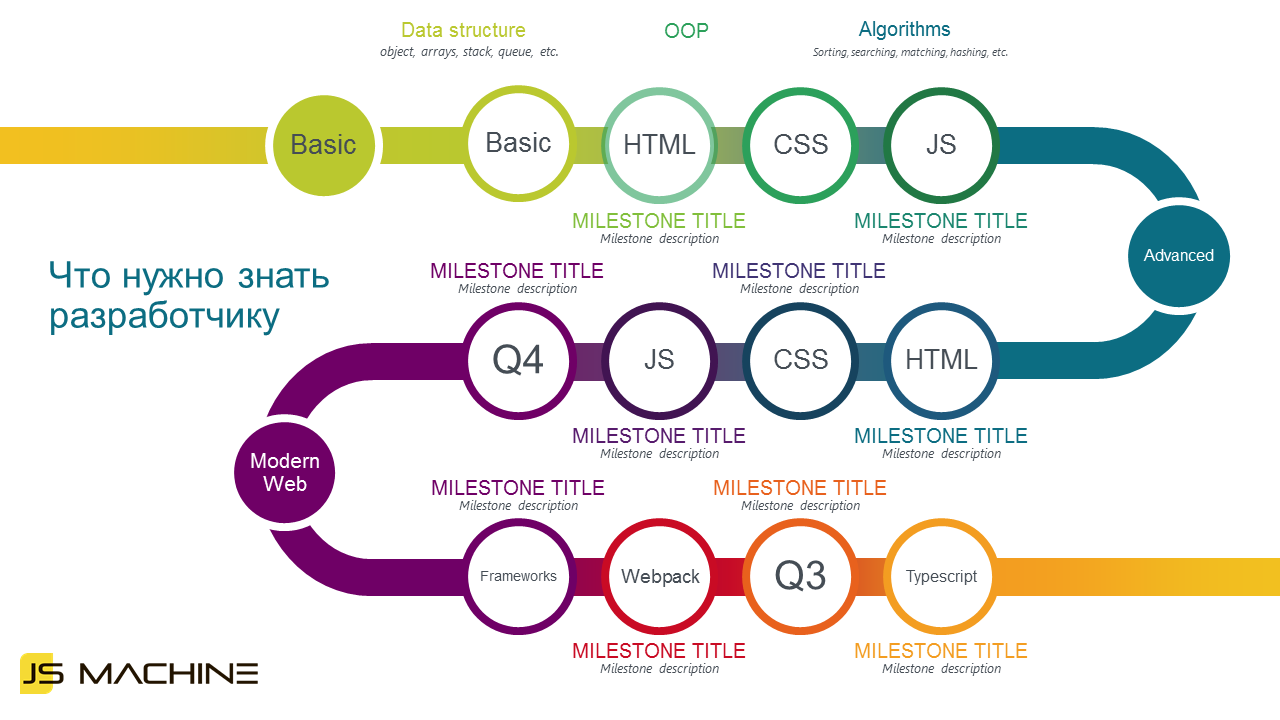 Data structure
object, arrays, stack, queue, etc.
OOP
Algorithms
Sorting, searching, matching, hashing, etc.
Basic
Basic
HTML
CSS
JS
MILESTONE TITLE
Milestone description
MILESTONE TITLE
Milestone description
Advanced
Что нужно знать
разработчику
MILESTONE TITLE
Milestone description
MILESTONE TITLE
Milestone description
Q4
JS
CSS
HTML
MILESTONE TITLE
Milestone description
MILESTONE TITLE
Milestone description
Modern
Web
MILESTONE TITLE
Milestone description
MILESTONE TITLE
Milestone description
Frameworks
Webpack
Q3
Typescript
MILESTONE TITLE
Milestone description
MILESTONE TITLE
Milestone description
JS MACHINE